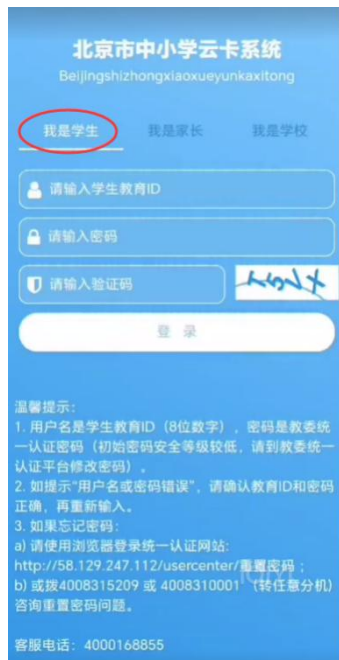 北京市中小学云卡系统
Beijingshizhongxiaoxueyunkaxitong
我是学生 我是家长 我是学校
请输入学生教育ID
请输入密码
请输入验证码
登 录
温馨提示：
1. 用户名是学生教育ID（8位数字），密码是教委统
一认证密码（初始密码安全等级较低，请到教委统一
认证平台修改密码）。
2. 如提示“用户名或密码错误”，请确认教育ID和密码
正确，再重新输入。
3. 如果忘记密码：
a) 请使用浏览器登录统一认证网站:
http://58.129.247.112/usercenter/重置密码；
b) 或拨4008315209 或 4008310001 （转任意分机）
咨询重置密码问题。
客服电话：4000168855